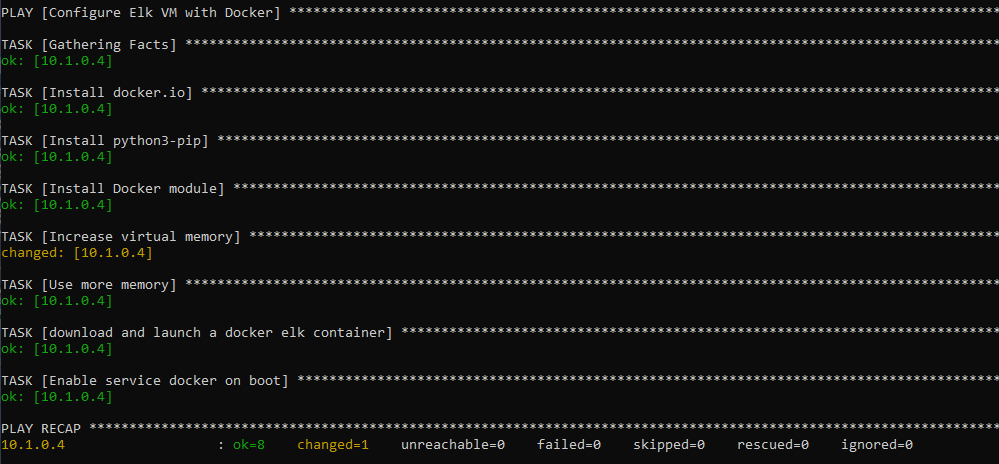 PLAY [Configure Elk VM with Docker] *****************************************************************************************
TASK [Gathering Facts] ******************************************************************************************************
ok: [10.1.0.4]
TASK [Install docker.io] ****************************************************************************************************
ok: [10.1.0.4]
TASK [Install python3-pip] **************************************************************************************************
ok: [10.1.0.4]
TASK [Install Docker module] ************************************************************************************************
ok: [10.1.0.4]
TASK [Increase virtual memory] **********************************************************************************************
changed: [10.1.0.4]
TASK [Use more memory] ******************************************************************************************************
ok: [10.1.0.4]
TASK [download and launch a docker elk container] ***************************************************************************
ok: [10.1.0.4]
TASK [Enable service docker on boot] ****************************************************************************************
ok: [10.1.0.4]
PLAY RECAP ******************************************************************************************************************
10.1.0.4                   : ok=8    changed=1    unreachable=0    failed=0    skipped=0    rescued=0    ignored=0